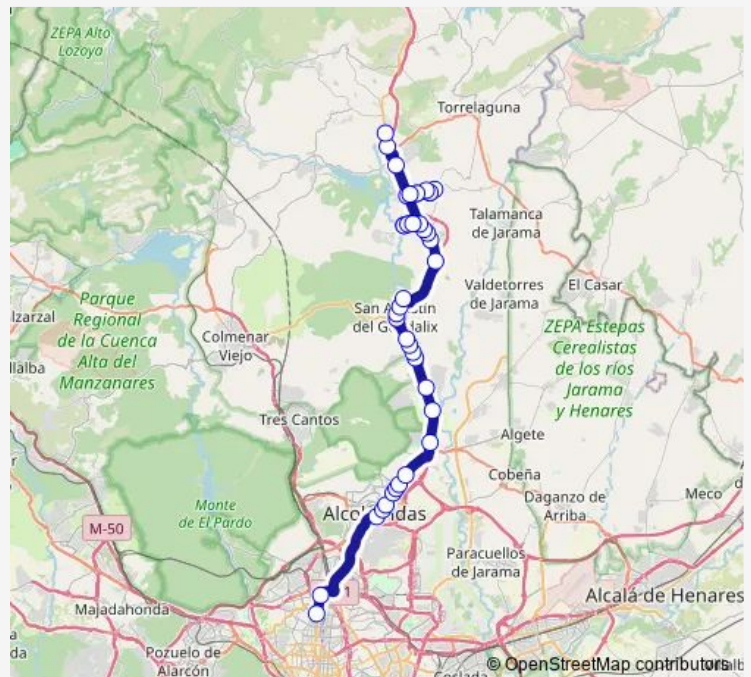 ZEPA Alto
Lozoya
Torrelaguna
Talamanca
de Jarama
Parque
Regional
de la Cuenca
Alta del
Manzanares
Valdetorres
de Jarama
El Casar
San Agustín
del Guadalix
ZEPA Estepas
Cerealistas
de los ríos
Jarama
y Henares
lzarzal
Colmenar
Viejo
llalba
Tres Cantos
Algete
Cobeña
Monte
de El Pardo
Daganzo de
Arriba
Meco
M-50
Alcobendas
Paracuellos
de Jarama
1
Alcalá de Henares
Majadahonda
Pozuelo de
Alarcón
da
© OpenStreetMap contributors